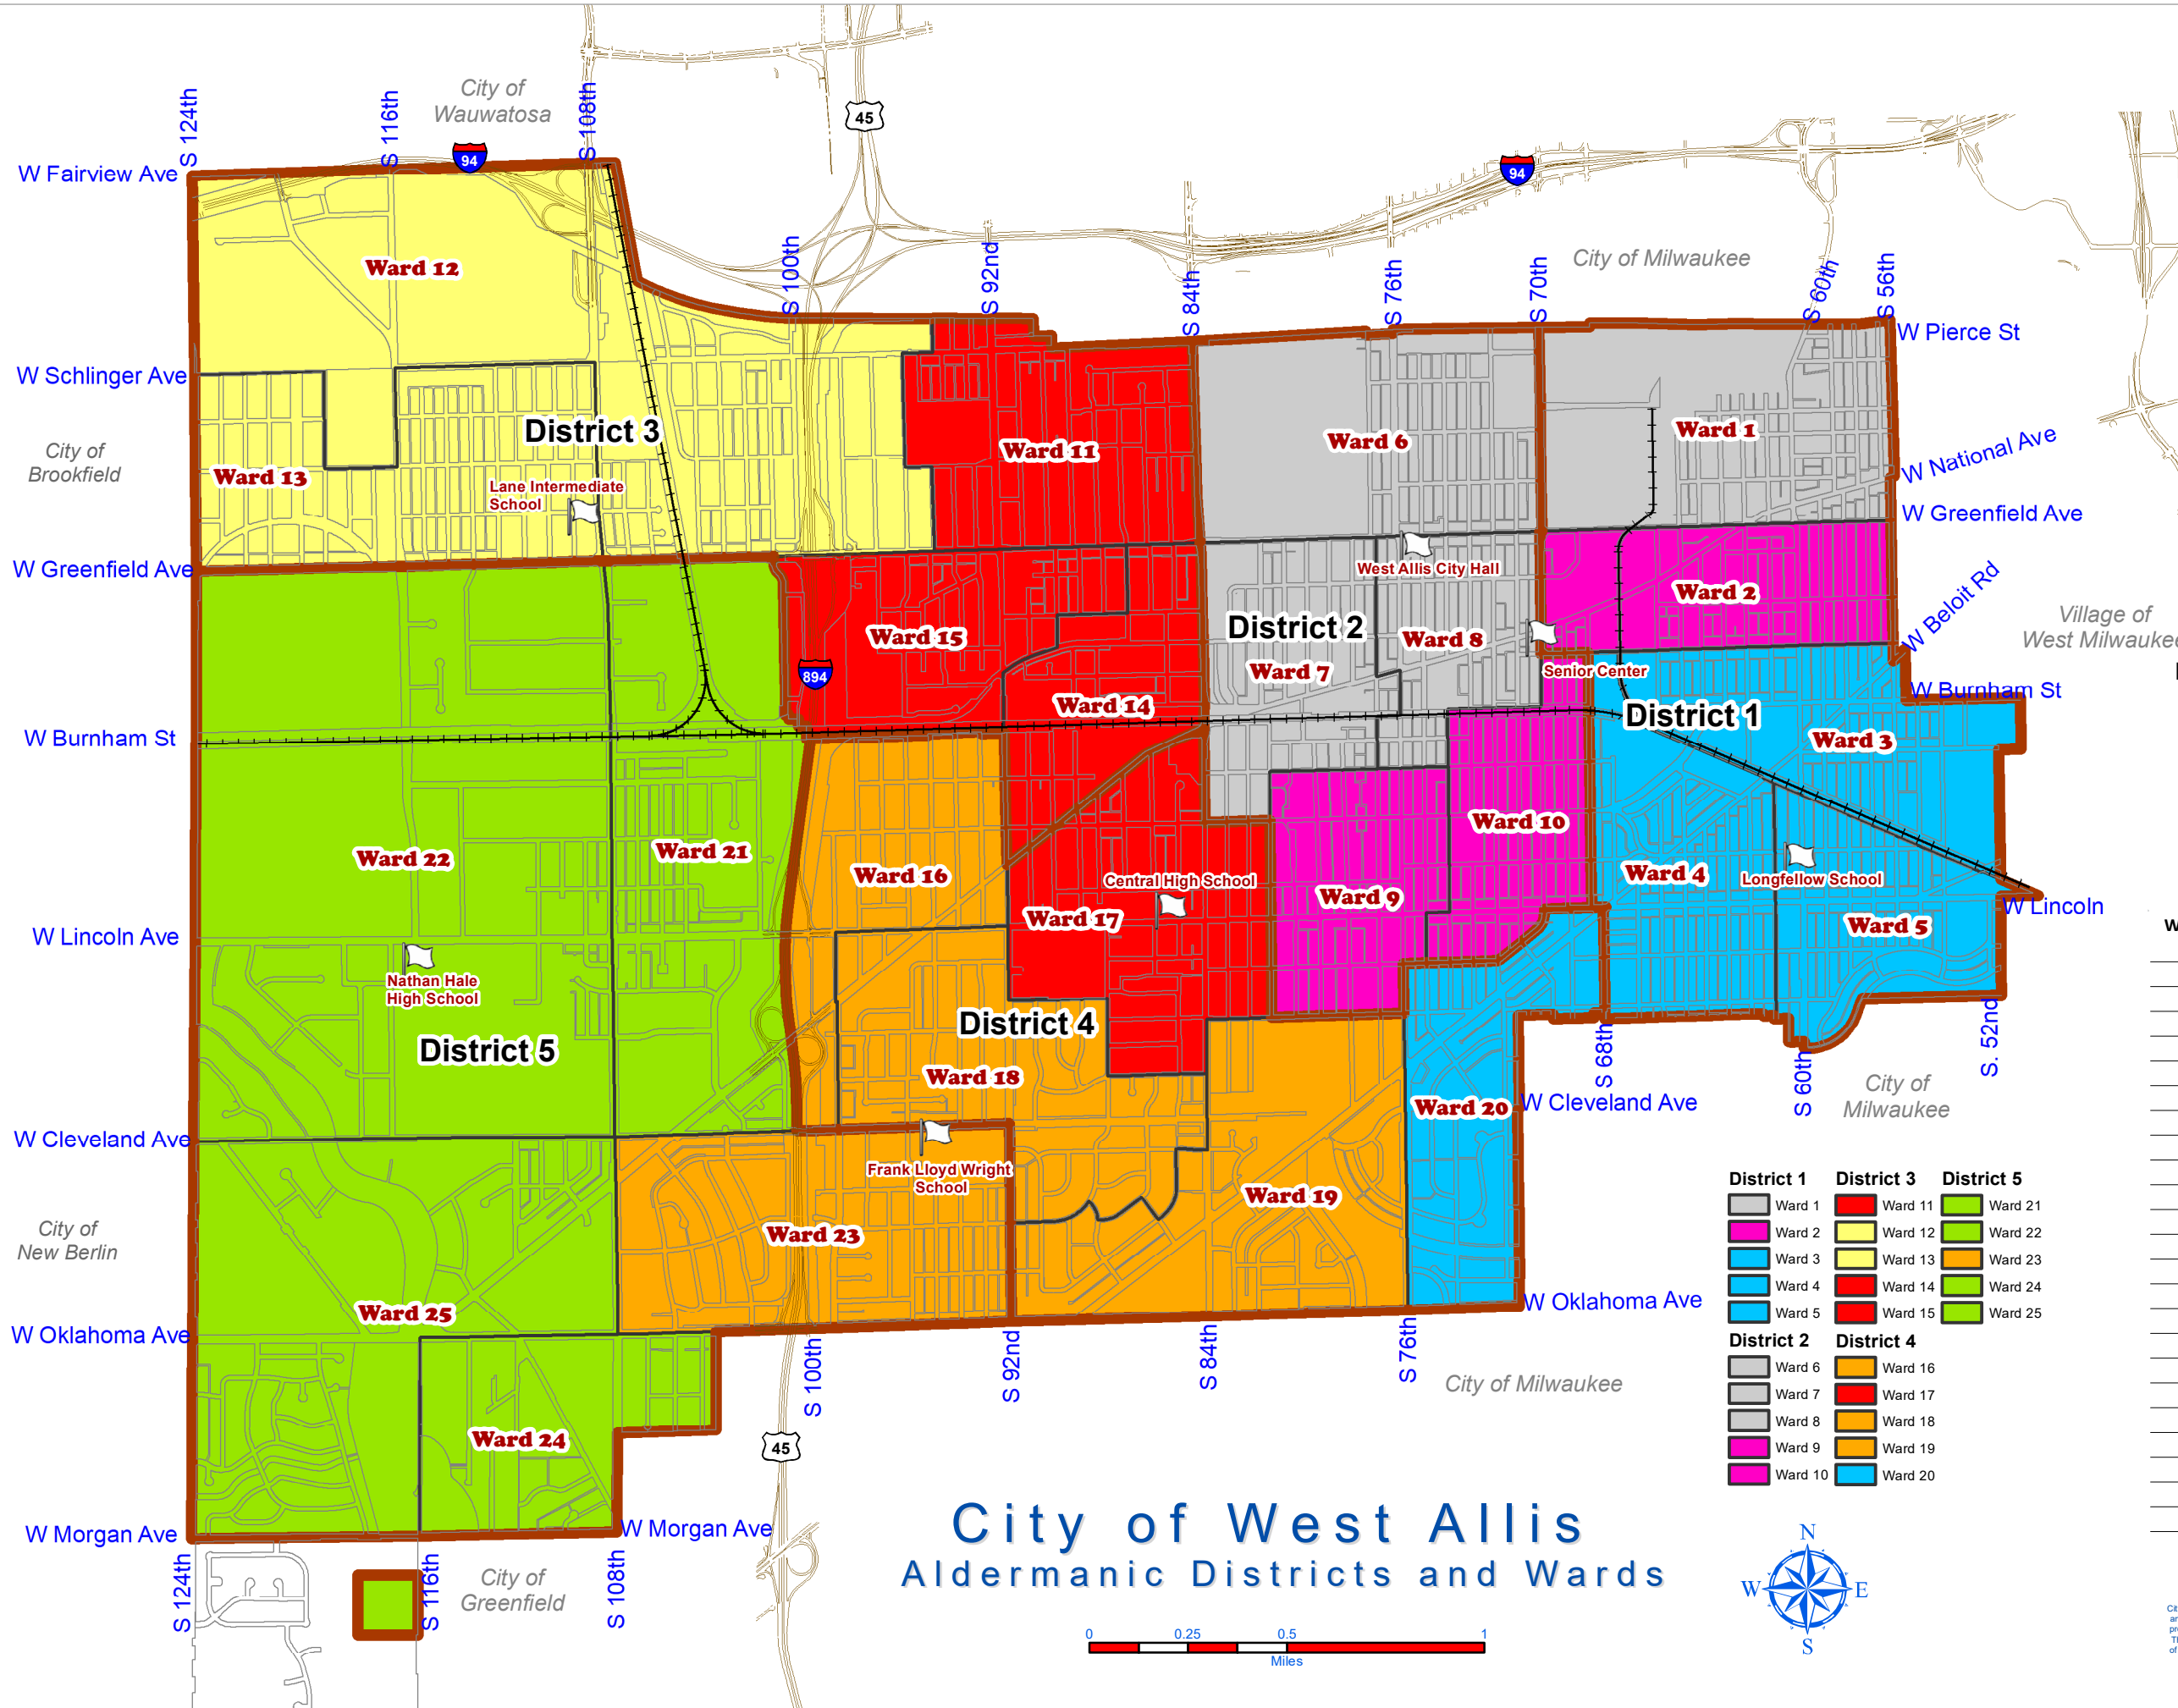 City of
Wauwatosa
S 124th
S 116th
S 108th
45
W Fairview Ave
94
94
Ward 12
S 100th
S 92nd
S 84th
S 76th
S 70th
City of Milwaukee
S 60th
S 56th
W Pierce St
W Schlinger Ave
City of
Brookfield
District 3
Ward 13
Lane Intermediate
School
Ward 11
Ward 6
Ward 1
W National Ave
W Greenfield Ave
W Greenfield Ave
West Allis City Hall
Ward 2
W Beloit Rd
Village of
West Milwaukee
Ward 15
894
District 2
Ward 7
Ward 8
Senior Center
Ward 14
District 1
W Burnham St
W Burnham St
Ward 3
Ward 22
Ward 21
Ward 16
Central High School
Ward 17
Ward 9
Ward 10
Ward 4
Longfellow School
Ward 5
W Lincoln
W Lincoln Ave
Nathan Hale
High School
District 5
District 4
Ward 18
S 68th
S 60th
S. 52nd
City of
Milwaukee
Ward 20
W Cleveland Ave
W Cleveland Ave
Frank Lloyd Wright
School
Ward 19
Ward 23
City of
New Berlin
Ward 25
W Oklahoma Ave
W Oklahoma Ave
S 100th
S 92nd
S 84th
S 76th
City of Milwaukee
Ward 24
45
W Morgan Ave
W Morgan Ave
S 124th
S 116th
City of
Greenfield
S 108th
District 1
Ward 1
Ward 2
Ward 3
Ward 4
Ward 5
District 2
Ward 6
Ward 7
Ward 8
Ward 9
Ward 10
District 3
Ward 11
Ward 12
Ward 13
Ward 14
Ward 15
District 4
Ward 16
Ward 17
Ward 18
Ward 19
Ward 20
District 5
Ward 21
Ward 22
Ward 23
Ward 24
Ward 25
City of West Allis
Aldermanic Districts and Wards
0 0.25 0.5 1
Miles
N
W E
S